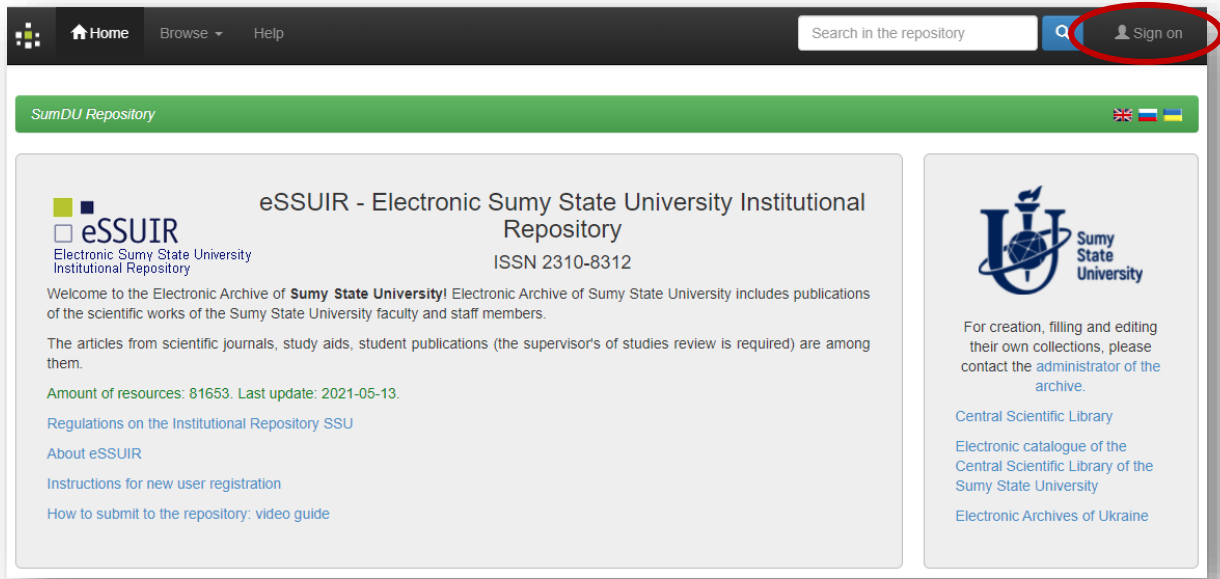 Home Browse Help Search in the repository Sign on
SumDU Repository
eSSUIR
Electronic Sumy State University
Institutional Repository
eSSUIR - Electronic Sumy State University Institutional
Repository
ISSN 2310-8312
Welcome to the Electronic Archive of Sumy State University! Electronic Archive of Sumy State University includes publications
of the scientific works of the Sumy State University faculty and staff members.
The articles from scientific journals, study aids, student publications (the supervisor's of studies review is required) are among
them.
Amount of resources: 81653. Last update: 2021-05-13.
Regulations on the Institutional Repository SSU
About eSSUIR
Instructions for new user registration
How to submit to the repository: video guide
Sumy
State
University
For creation, filling and editing
their own collections, please
contact the administrator of the
archive.
Central Scientific Library
Electronic catalogue of the
Central Scientific Library of the
Sumy State University
Electronic Archives of Ukraine